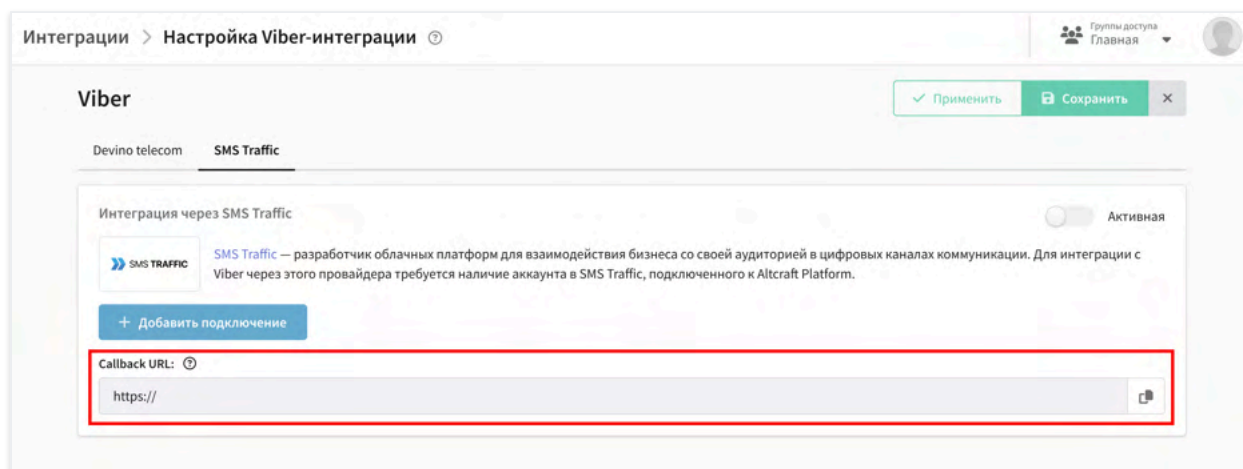 Интеграции > Настройка Viber-интеграции ?
Группы доступа
Главная
Viber
Применить
Сохранить
Devino telecom
SMS Traffic
Интеграция через SMS Traffic
Активная
SMS TRAFFIC
SMS Traffic — разработчик облачных платформ для взаимодействия бизнеса со своей аудиторией в цифровых каналах коммуникации. Для интеграции с
Viber через этого провайдера требуется наличие аккаунта в SMS Traffic, подключенного к Altcraft Platform.
+ Добавить подключение
Callback URL: ?
https://